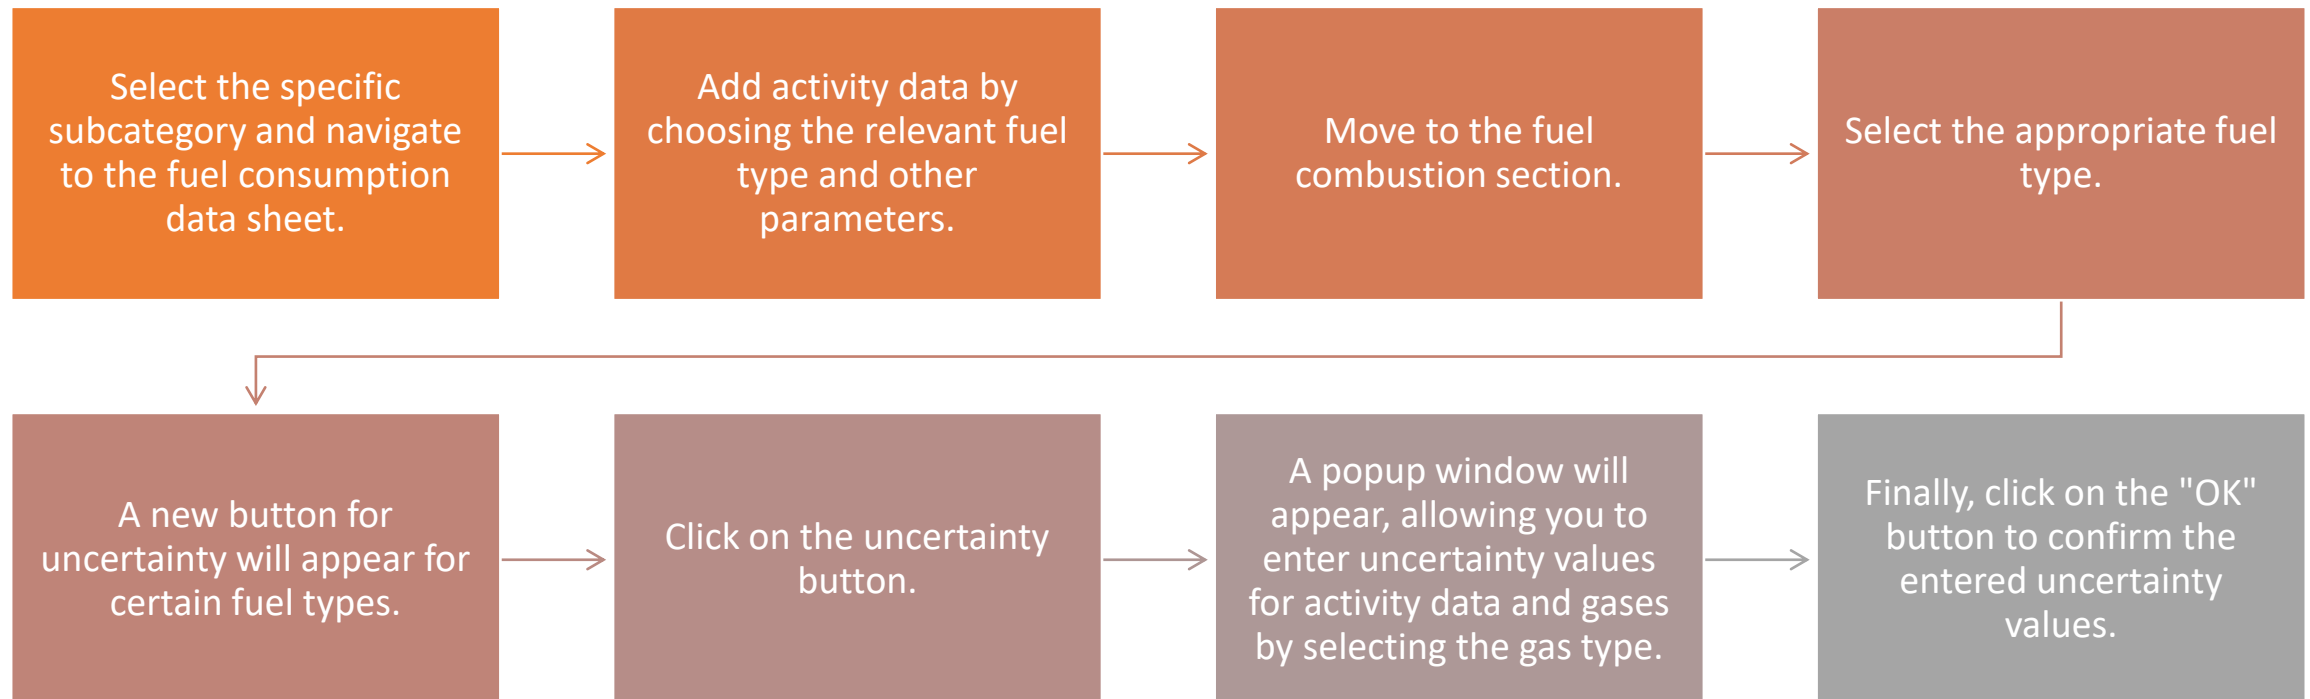 Select the specific
subcategory and navigate
to the fuel consumption
data sheet.
Add activity data by
choosing the relevant fuel
type and other
parameters.
Move to the fuel
combustion section.
Select the appropriate fuel
type.
A new button for
uncertainty will appear for
certain fuel types.
Click on the uncertainty
button.
A popup window will
appear, allowing you to
enter uncertainty values
for activity data and gases
by selecting the gas type.
Finally, click on the "OK"
button to confirm the
entered uncertainty
values.